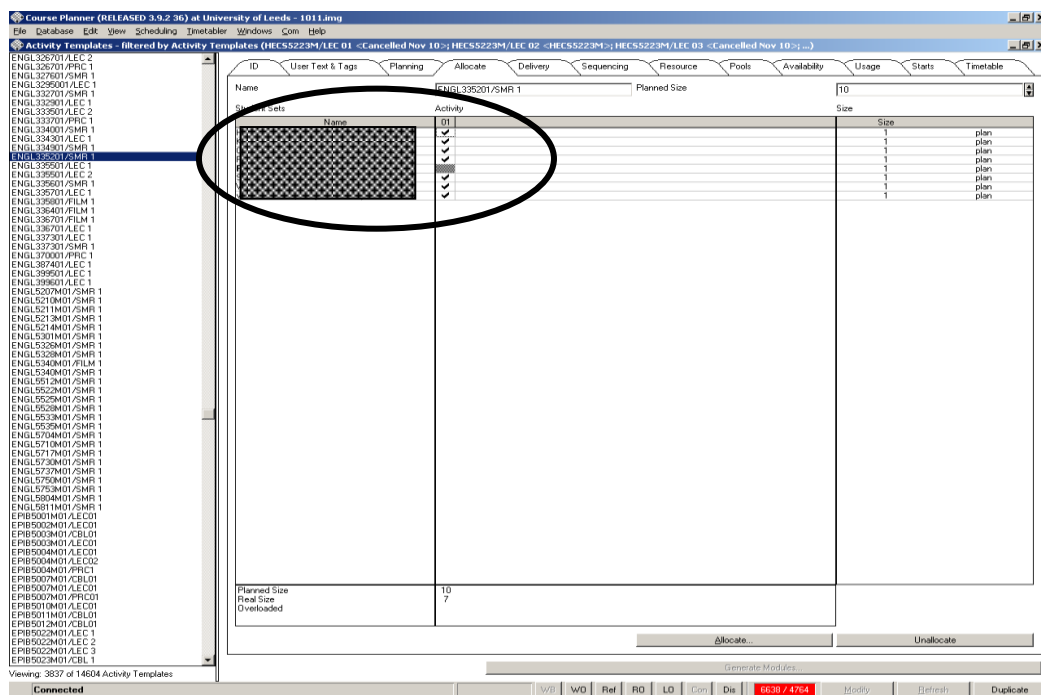 Course Planner (RELEASED 3.9.2 36) at University of Leeds - 1011.img
File Database Edit View Scheduling Timetabler Windows Com Help
Activity Templates - filtered by Activity Templates (HECS5223M/LEC 01 <Cancelled Nov 10>; HECS5223M/LEC 02 <HECS5223M>; HECS5223M/LEC 03 <Cancelled Nov 10>; ...)
ENGL326701/LEC 2
ENGL326701/PRC 1
ENGL327601/SMR 1
ENGL3295001/LEC 1
ENGL332701/SMR 1
ENGL332901/LEC 1
ENGL333501/LEC 2
ENGL333701/PRC 1
ENGL334001/SMR 1
ENGL334301/LEC 1
ENGL334901/SMR 1
ENGL335201/SMR 1
ENGL335501/LEC 1
ENGL335501/LEC 2
ENGL335601/SMR 1
ENGL335701/LEC 1
ENGL335801/FILM 1
ENGL336401/FILM 1
ENGL336701/FILM 1
ENGL336701/LEC 1
ENGL337301/LEC 1
ENGL337301/SMR 1
ENGL370001/PRC 1
ENGL387401/LEC 1
ENGL399501/LEC 1
ENGL399601/LEC 1
ENGL5207M01/SMR 1
ENGL5210M01/SMR 1
ENGL5211M01/SMR 1
ENGL5213M01/SMR 1
ENGL5214M01/SMR 1
ENGL5301M01/SMR 1
ENGL5326M01/SMR 1
ENGL5328M01/SMR 1
ENGL5340M01/FILM 1
ENGL5340M01/SMR 1
ENGL5512M01/SMR 1
ENGL5522M01/SMR 1
ENGL5525M01/SMR 1
ENGL5528M01/SMR 1
ENGL5533M01/SMR 1
ENGL5535M01/SMR 1
ENGL5704M01/SMR 1
ENGL5710M01/SMR 1
ENGL5717M01/SMR 1
ENGL5730M01/SMR 1
ENGL5737M01/SMR 1
ENGL5750M01/SMR 1
ENGL5753M01/SMR 1
ENGL5804M01/SMR 1
ENGL5811M01/SMR 1
EPIB5001M01/LEC01
EPIB5002M01/LEC01
EPIB5003M01/CBL01
EPIB5003M01/LEC01
EPIB5004M01/LEC01
EPIB5004M01/LEC02
EPIB5004M01/PRC1
EPIB5007M01/CBL01
EPIB5007M01/LEC01
EPIB5007M01/PRC01
EPIB5010M01/LEC01
EPIB5011M01/CBL01
EPIB5012M01/CBL01
EPIB5022M01/LEC 1
EPIB5022M01/LEC 2
EPIB5022M01/LEC 3
EPIB5023M01/CBL 1
Viewing: 3837 of 14604 Activity Templates
ID User Text & Tags Planning Allocate Delivery Sequencing Resource Pools Availability Usage Starts Timetable
Name ENGL335201/SMR 1 Planned Size 10
Student Sets Activity Size
Name 01 Size
1 plan
1 plan
1 plan
1 plan
1 plan
1 plan
1 plan
1 plan
Planned Size 10
Real Size 7
Overloaded
Allocate... Unallocate
Generate Modules...
Connected WB WO Ref RO LO Con Dis 6638 / 4764 Modify Refresh Duplicate